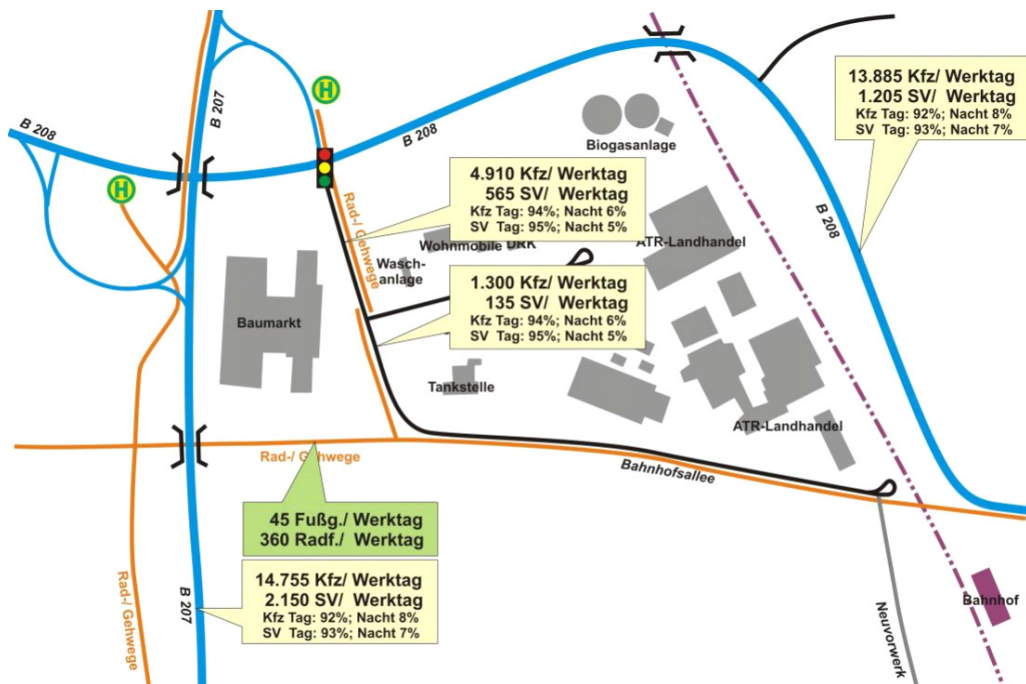 B 207
H
B 208
H
B 208
13.885 Kfz/ Werktag
1.205 SV/ Werktag
Kfz Tag: 92%; Nacht 8%
SV Tag: 93%; Nacht 7%
Biogasanlage
4.910 Kfz/ Werktag
565 SV/ Werktag
Kfz Tag: 94%; Nacht 6%
SV Tag: 95%; Nacht 5%
Rad-/ Gehwege
Wohnmobile
DRK
ATR-Landhandel
B 208
Wasch-
anlage
1.300 Kfz/ Werktag
135 SV/ Werktag
Kfz Tag: 94%; Nacht 6%
SV Tag: 95%; Nacht 5%
Baumarkt
Tankstelle
ATR-Landhandel
Rad-/ Gehwege
Bahnhofsallee
45 Fußg./ Werktag
360 Radf./ Werktag
14.755 Kfz/ Werktag
2.150 SV/ Werktag
Kfz Tag: 92%; Nacht 8%
SV Tag: 93%; Nacht 7%
Rad-/ Gehwege
B 207
Neuvorwerk
Bahnhof